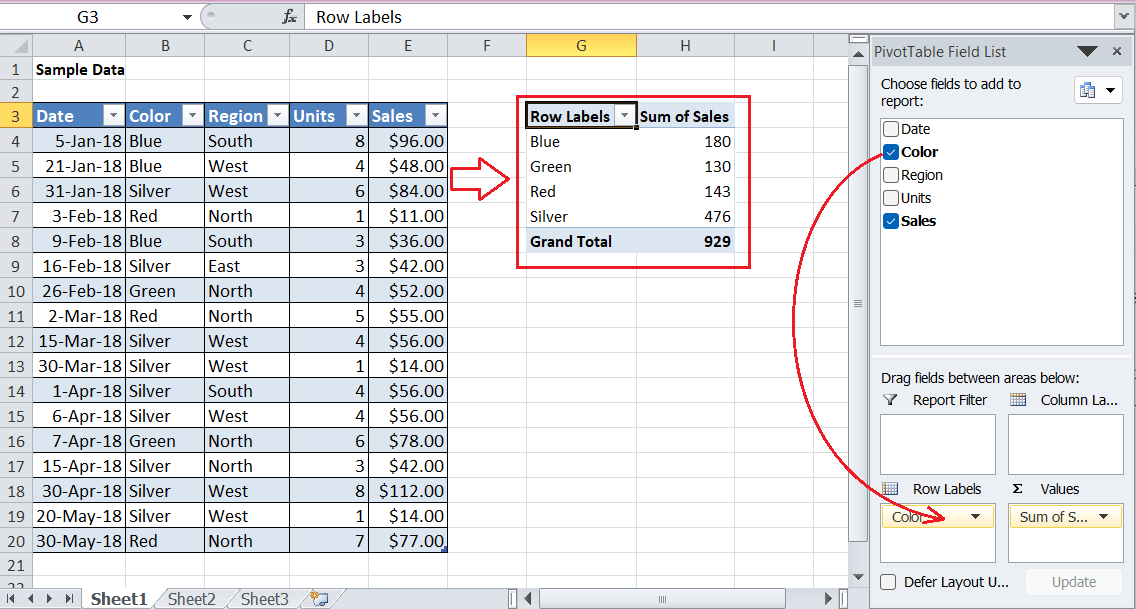 G3 fx Row Labels
A B C D E F G H I
PivotTable Field List
1 Sample Data
2
3 Date Color Region Units Sales
4 5-Jan-18 Blue South 8 $96.00
5 21-Jan-18 Blue West 4 $48.00
6 31-Jan-18 Silver West 6 $84.00
7 3-Feb-18 Red North 1 $11.00
8 9-Feb-18 Blue South 3 $36.00
9 16-Feb-18 Silver East 3 $42.00
10 26-Feb-18 Green North 4 $52.00
11 2-Mar-18 Red North 5 $55.00
12 15-Mar-18 Silver West 4 $56.00
13 30-Mar-18 Silver West 1 $14.00
14 1-Apr-18 Silver South 4 $56.00
15 6-Apr-18 Silver West 4 $56.00
16 7-Apr-18 Green North 6 $78.00
17 15-Apr-18 Silver North 3 $42.00
18 30-Apr-18 Silver West 8 $112.00
19 20-May-18 Silver West 1 $14.00
20 30-May-18 Red North 7 $77.00
21
22
Row Labels Sum of Sales
Blue 180
Green 130
Red 143
Silver 476
Grand Total 929
Choose fields to add to
report:
Date
Color
Region
Units
Sales
Drag fields between areas below:
Report Filter Column La...
Row Labels Σ Values
Color Sum of S...
Defer Layout U... Update
Sheet1 Sheet2 Sheet3